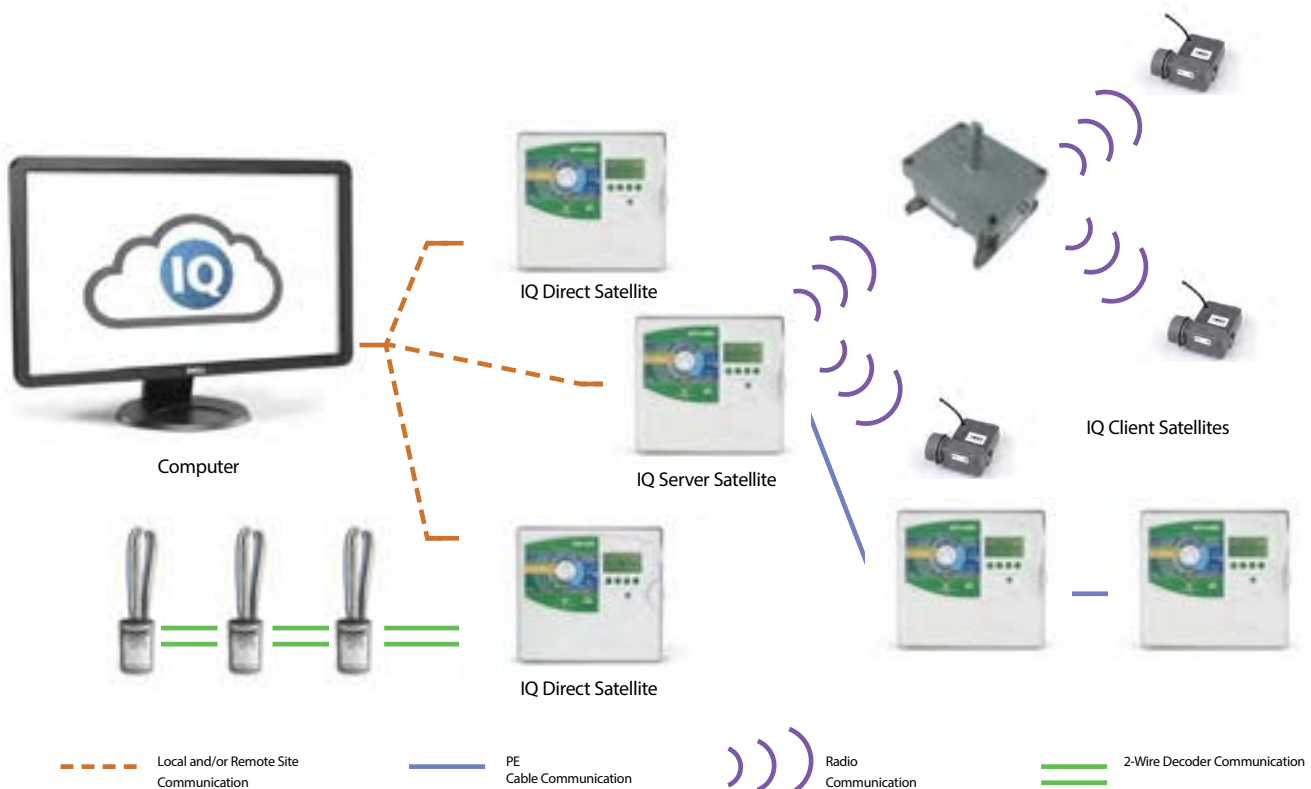 IQ
IQ Direct Satellite
IQ Server Satellite
IQ Client Satellites
Computer
IQ Direct Satellite
Local and/or Remote Site
Communication
PE
Cable Communication
Radio
Communication
2-Wire Decoder Communication